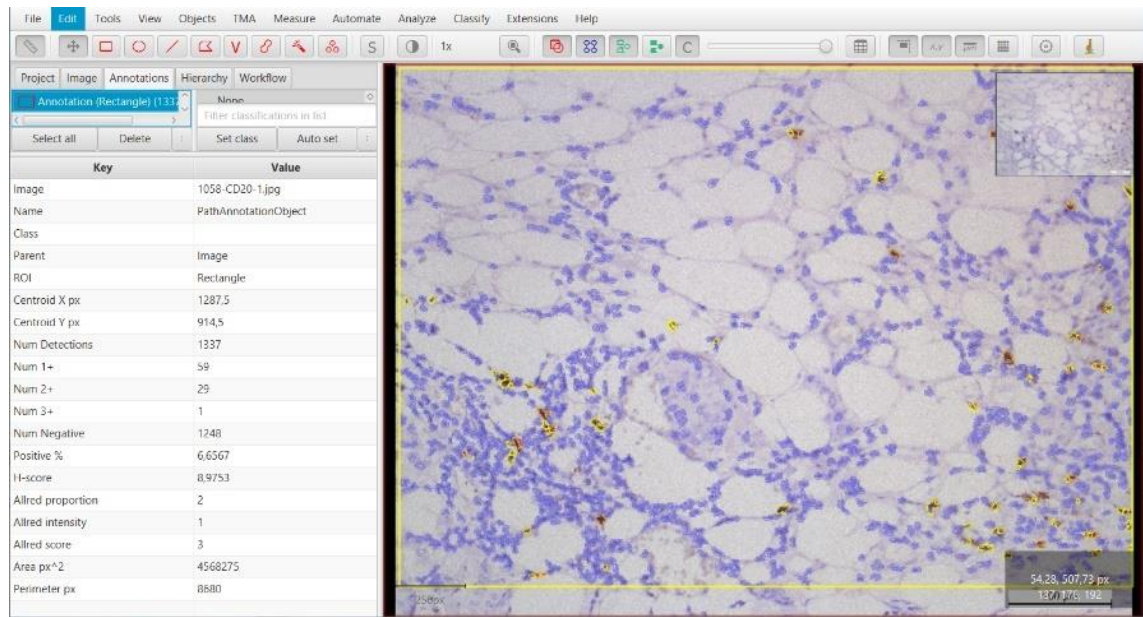 File Edit Tools View Objects TMA Measure Automate Analyze Classify Extensions Help
S 1x C
Project Image Annotations Hierarchy Workflow
Annotation (Rectangle) (1337 None
Filter classifications in list
Select all Delete Set class Auto set
Key Value
Image 1058-CD20-1.jpg
Name PathAnnotationObject
Class
Parent Image
ROI Rectangle
Centroid X px 1287,5
Centroid Y px 914,5
Num Detections 1337
Num 1+ 59
Num 2+ 29
Num 3+ 1
Num Negative 1248
Positive % 6,6567
H-score 8,9753
Allred proportion 2
Allred intensity 1
Allred score 3
Area px^2 4568275
Perimeter px 8680
250px
54,28, 507,73 px
176, 192